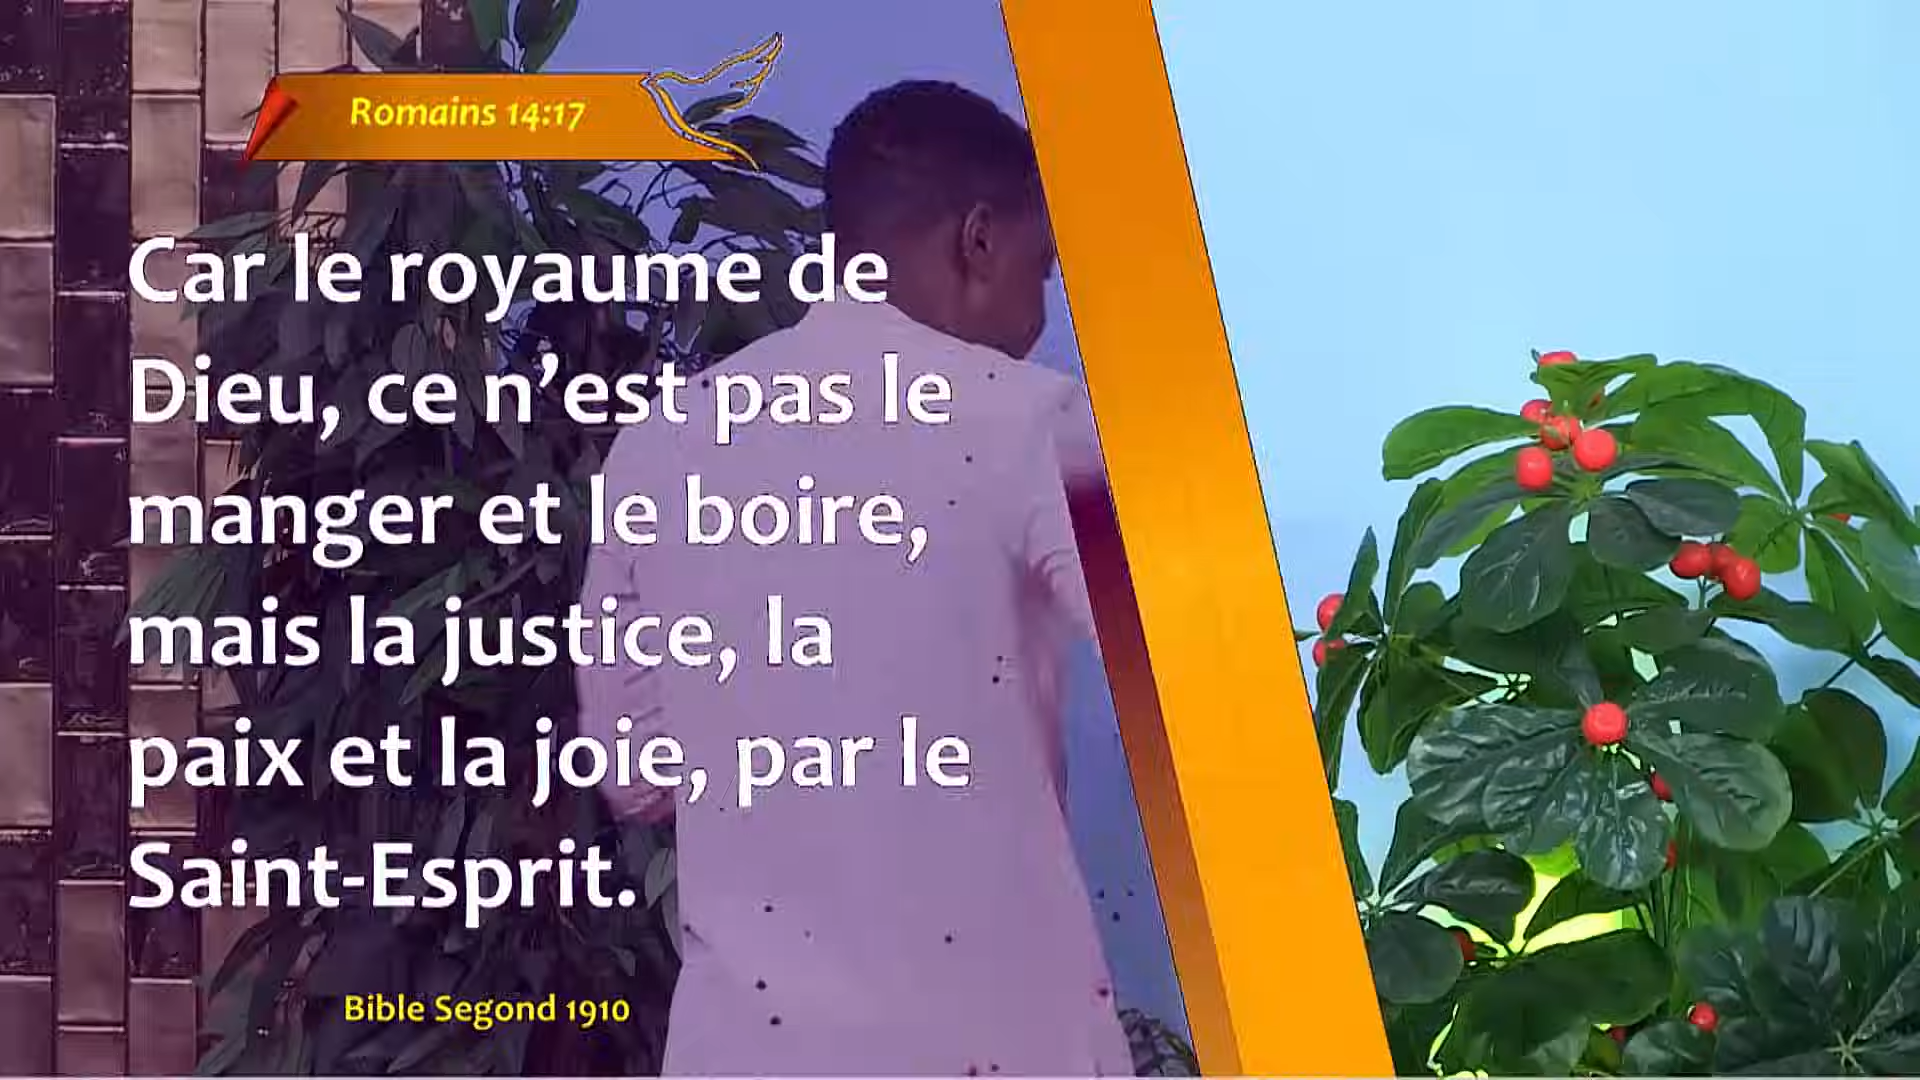 Romains 14:17
Car le royaume de
Dieu, ce n’est pas le
manger et le boire,
mais la justice, la
paix et la joie, par le
Saint-Esprit.
Bible Segond 1910